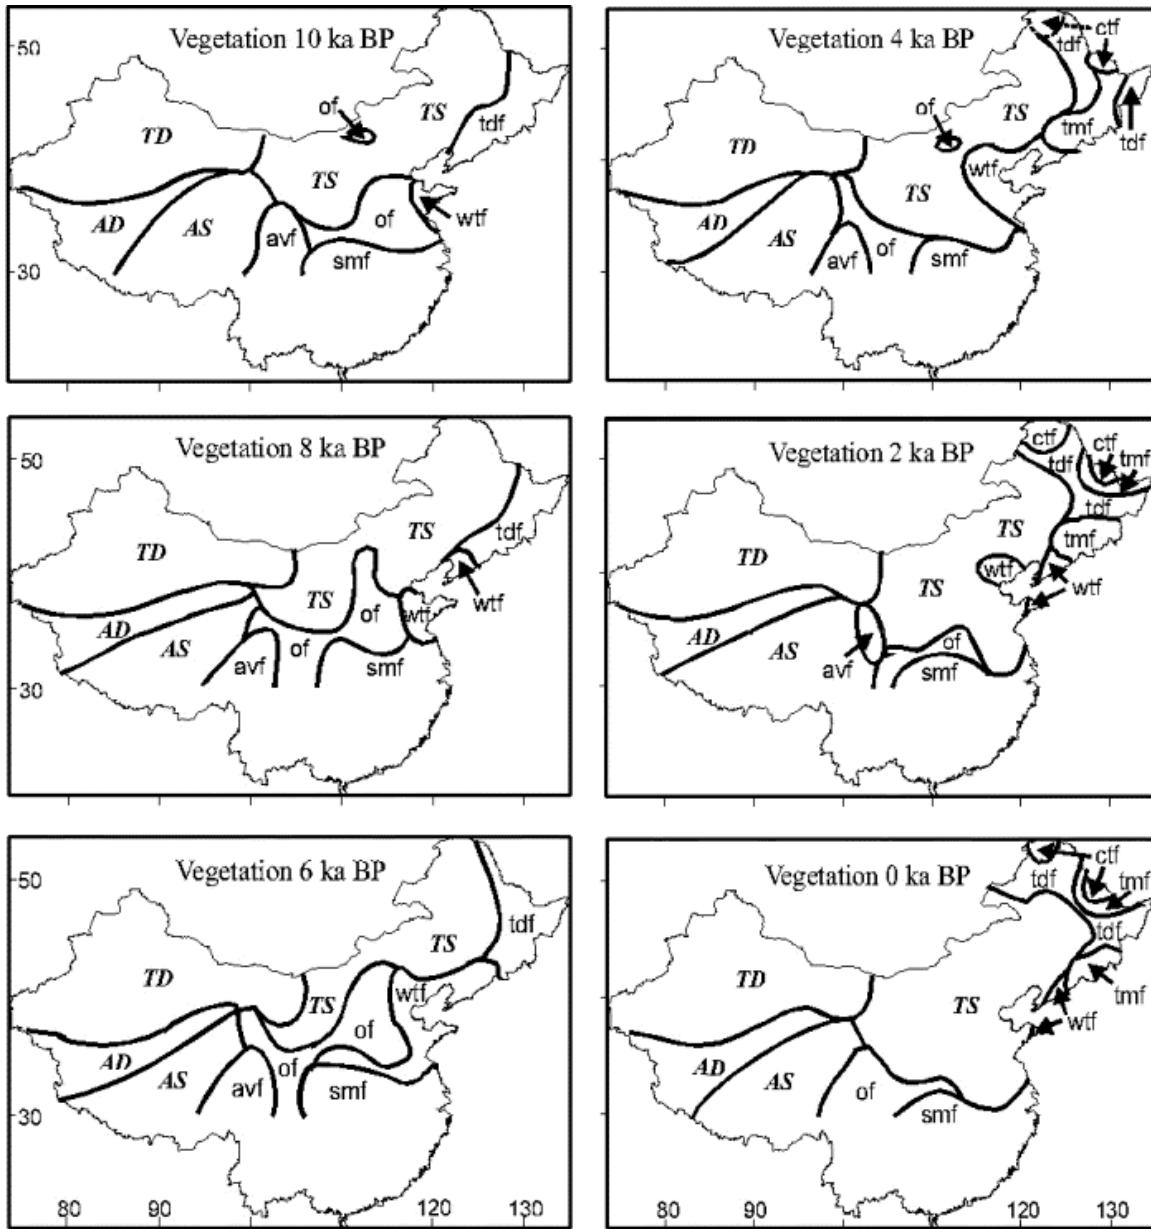 Vegetation 10 ka BP
50
of
TD
TS
tdf
TS
AD
AS
avf
of
wtf
smf
30
Vegetation 4 ka BP
ctf
tdf
of
TS
tmf
tdf
TD
wtf
TS
AD
AS
avf
of
smf
Vegetation 8 ka BP
50
TS
tdf
TD
TS
of
wtf
wtf
AD
AS
avf
of
smf
30
Vegetation 2 ka BP
ctf
ctf
tmf
tdf
tdf
TS
tmf
TD
wtf
wtf
AD
AS
of
avf
smf
Vegetation 6 ka BP
50
tdf
TS
TD
TS
wtf
of
AD
AS
avf
of
smf
30
80
90
120
130
Vegetation 0 ka BP
ctf
tdf
tmf
tdf
TD
TS
tmf
wtf
AD
AS
of
smf
80
90
120
130